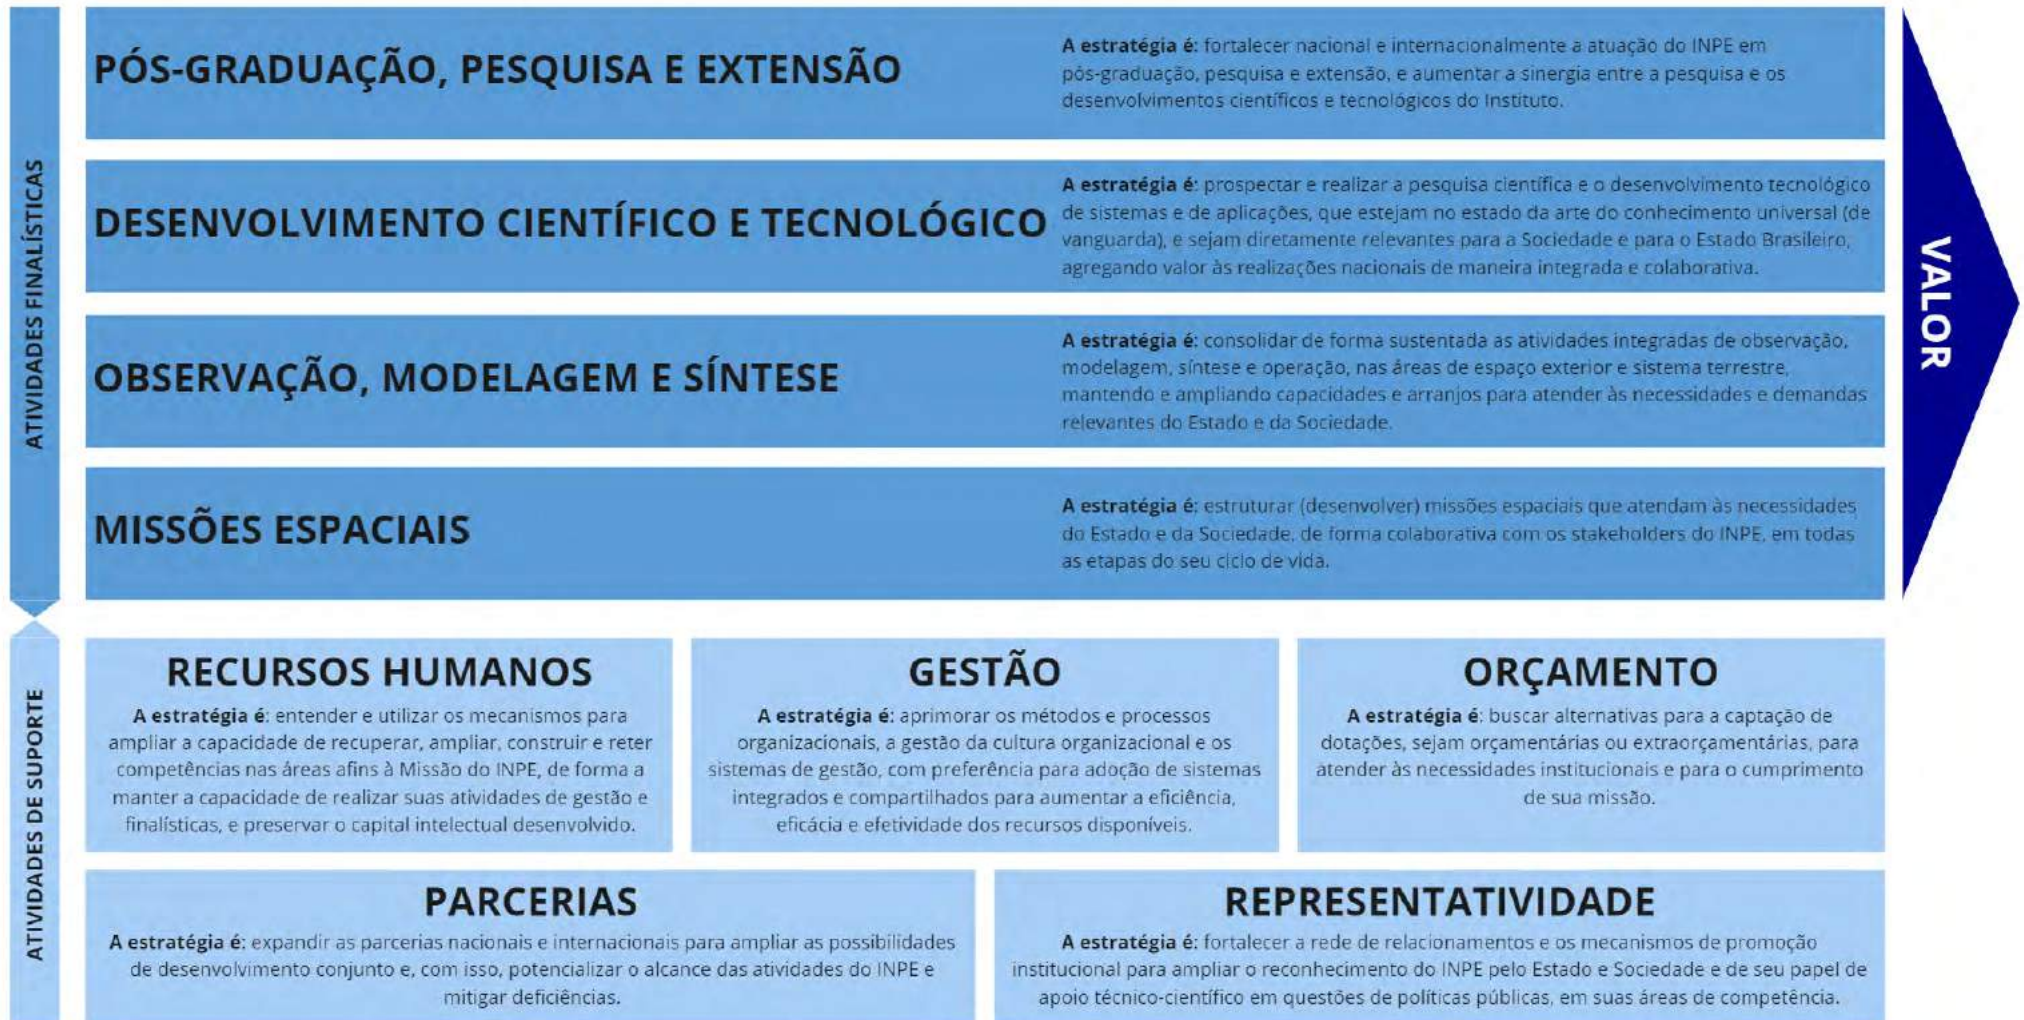 ATIVIDADES FINALÍSTICAS
PÓS-GRADUAÇÃO, PESQUISA E EXTENSÃO
A estratégia é: fortalecer nacional e internacionalmente a atuação do INPE em
pós-graduação, pesquisa e extensão, e aumentar a sinergia entre a pesquisa e os
desenvolvimentos científicos e tecnológicos do Instituto.
DESENVOLVIMENTO CIENTÍFICO E TECNOLÓGICO
A estratégia é: prospectar e realizar a pesquisa científica e o desenvolvimento tecnológico
de sistemas e de aplicações, que estejam no estado da arte do conhecimento universal (de
vanguarda), e sejam diretamente relevantes para a Sociedade e para o Estado Brasileiro,
agregando valor às realizações nacionais de maneira integrada e colaborativa.
OBSERVAÇÃO, MODELAGEM E SÍNTESE
A estratégia é: consolidar de forma sustentada as atividades integradas de observação,
modelagem, síntese e operação, nas áreas de espaço exterior e sistema terrestre,
mantendo e ampliando capacidades e arranjos para atender às necessidades e demandas
relevantes do Estado e da Sociedade.
MISSÕES ESPACIAIS
A estratégia é: estruturar (desenvolver) missões espaciais que atendam às necessidades
do Estado e da Sociedade, de forma colaborativa com os stakeholders do INPE, em todas
as etapas do seu ciclo de vida.
VALOR
ATIVIDADES DE SUPORTE
RECURSOS HUMANOS
A estratégia é: entender e utilizar os mecanismos para
ampliar a capacidade de recuperar, ampliar, construir e reter
competências nas áreas afins à Missão do INPE, de forma a
manter a capacidade de realizar suas atividades de gestão e
finalísticas, e preservar o capital intelectual desenvolvido.
GESTÃO
A estratégia é: aprimorar os métodos e processos
organizacionais, a gestão da cultura organizacional e os
sistemas de gestão, com preferência para adoção de sistemas
integrados e compartilhados para aumentar a eficiência,
eficácia e efetividade dos recursos disponíveis.
ORÇAMENTO
A estratégia é: buscar alternativas para a captação de
dotações, sejam orçamentárias ou extraorçamentárias, para
atender às necessidades institucionais e para o cumprimento
de sua missão.
PARCERIAS
A estratégia é: expandir as parcerias nacionais e internacionais para ampliar as possibilidades
de desenvolvimento conjunto e, com isso, potencializar o alcance das atividades do INPE e
mitigar deficiências.
REPRESENTATIVIDADE
A estratégia é: fortalecer a rede de relacionamentos e os mecanismos de promoção
institucional para ampliar o reconhecimento do INPE pelo Estado e Sociedade e de seu papel de
apoio técnico-científico em questões de políticas públicas, em suas áreas de competência.